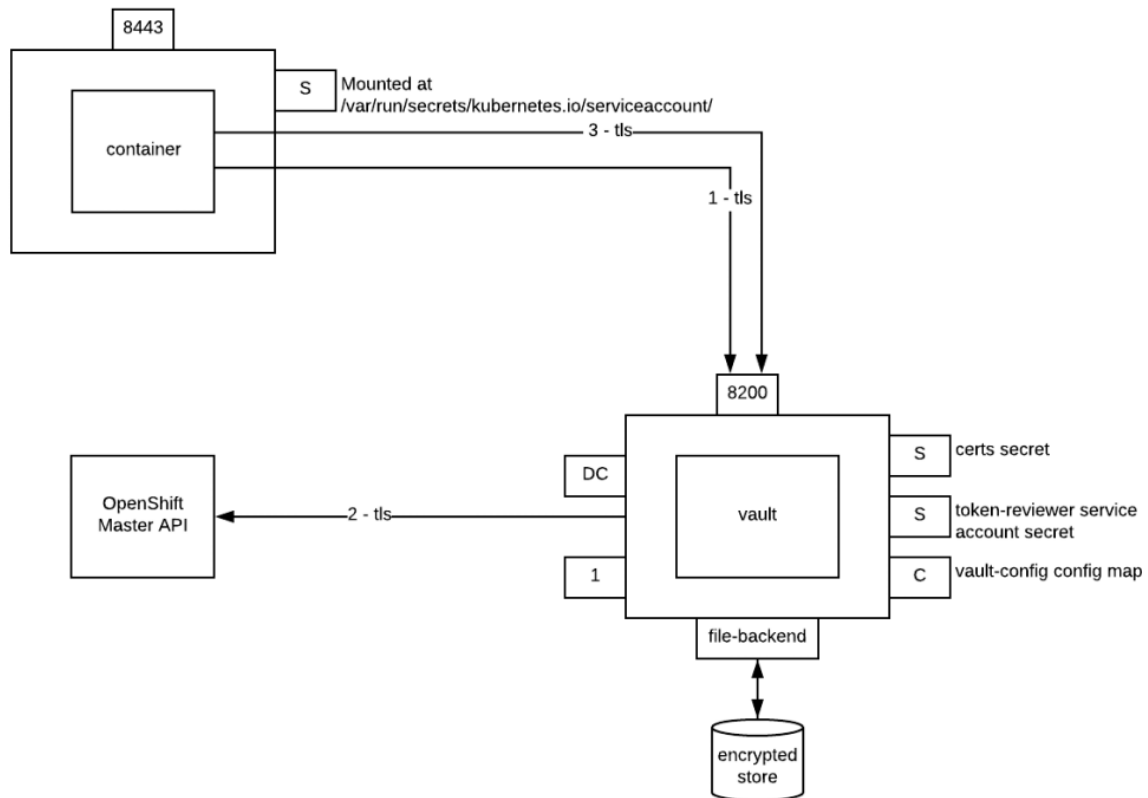 8443
S
Mounted at
/var/run/secrets/kubernetes.io/serviceaccount/
container
3 - tls
1 - tls
8200
OpenShift
Master API
2 - tls
DC
1
vault
S
certs secret
S
token-reviewer service
account secret
C
vault-config config map
file-backend
encrypted
store